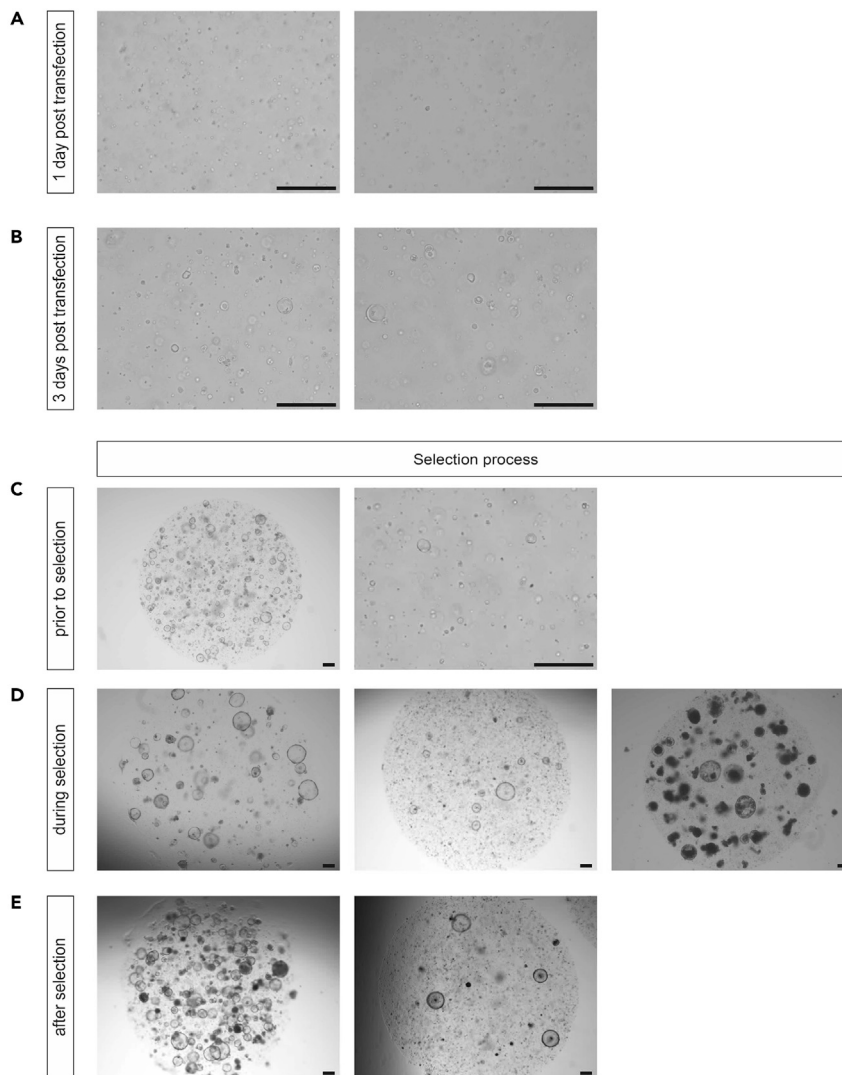 A
1 day post transfection
B
3 days post transfection
Selection process
C
prior to selection
D
during selection
E
after selection